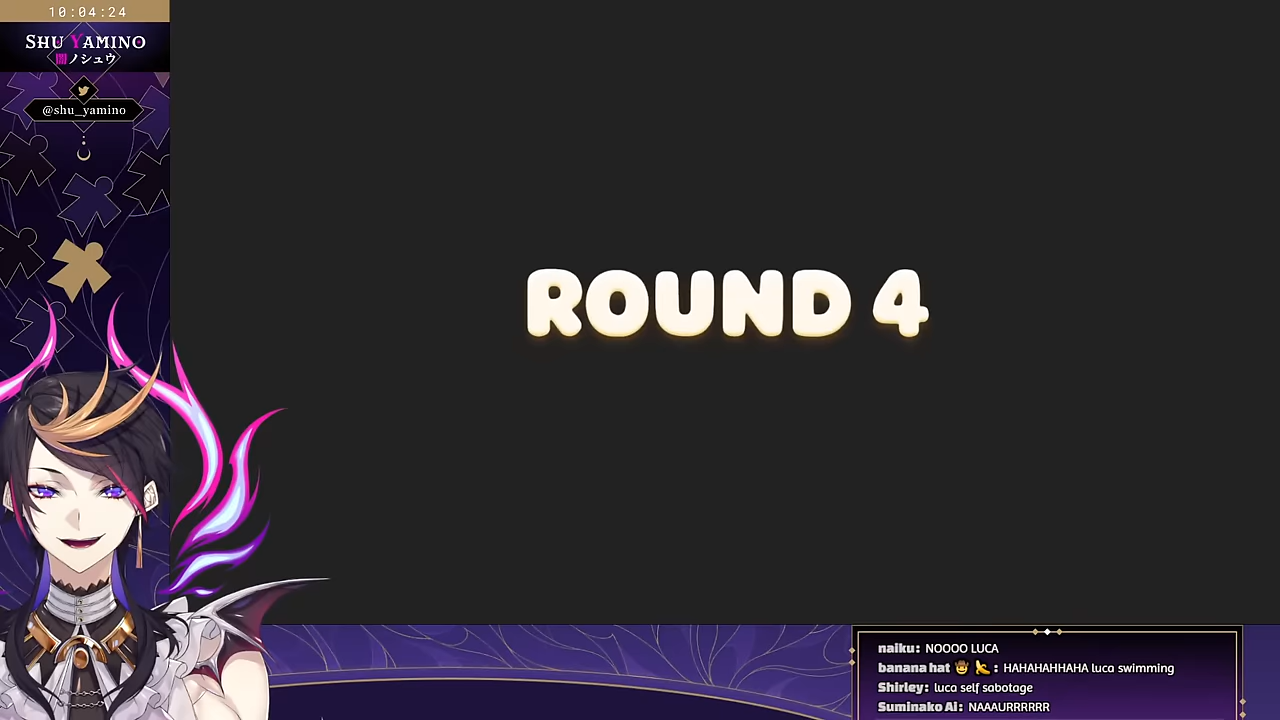 10:04:24
SHU YAMINO
闇ノシュウ
@shu_yamino
ROUND 4
naiku: NOOOO LUCA
banana hat 🤠 🍌 : HAHAHAHHAHA luca swimming
Shirley: luca self sabotage
Suminako Ai: NAAAURRRRRR